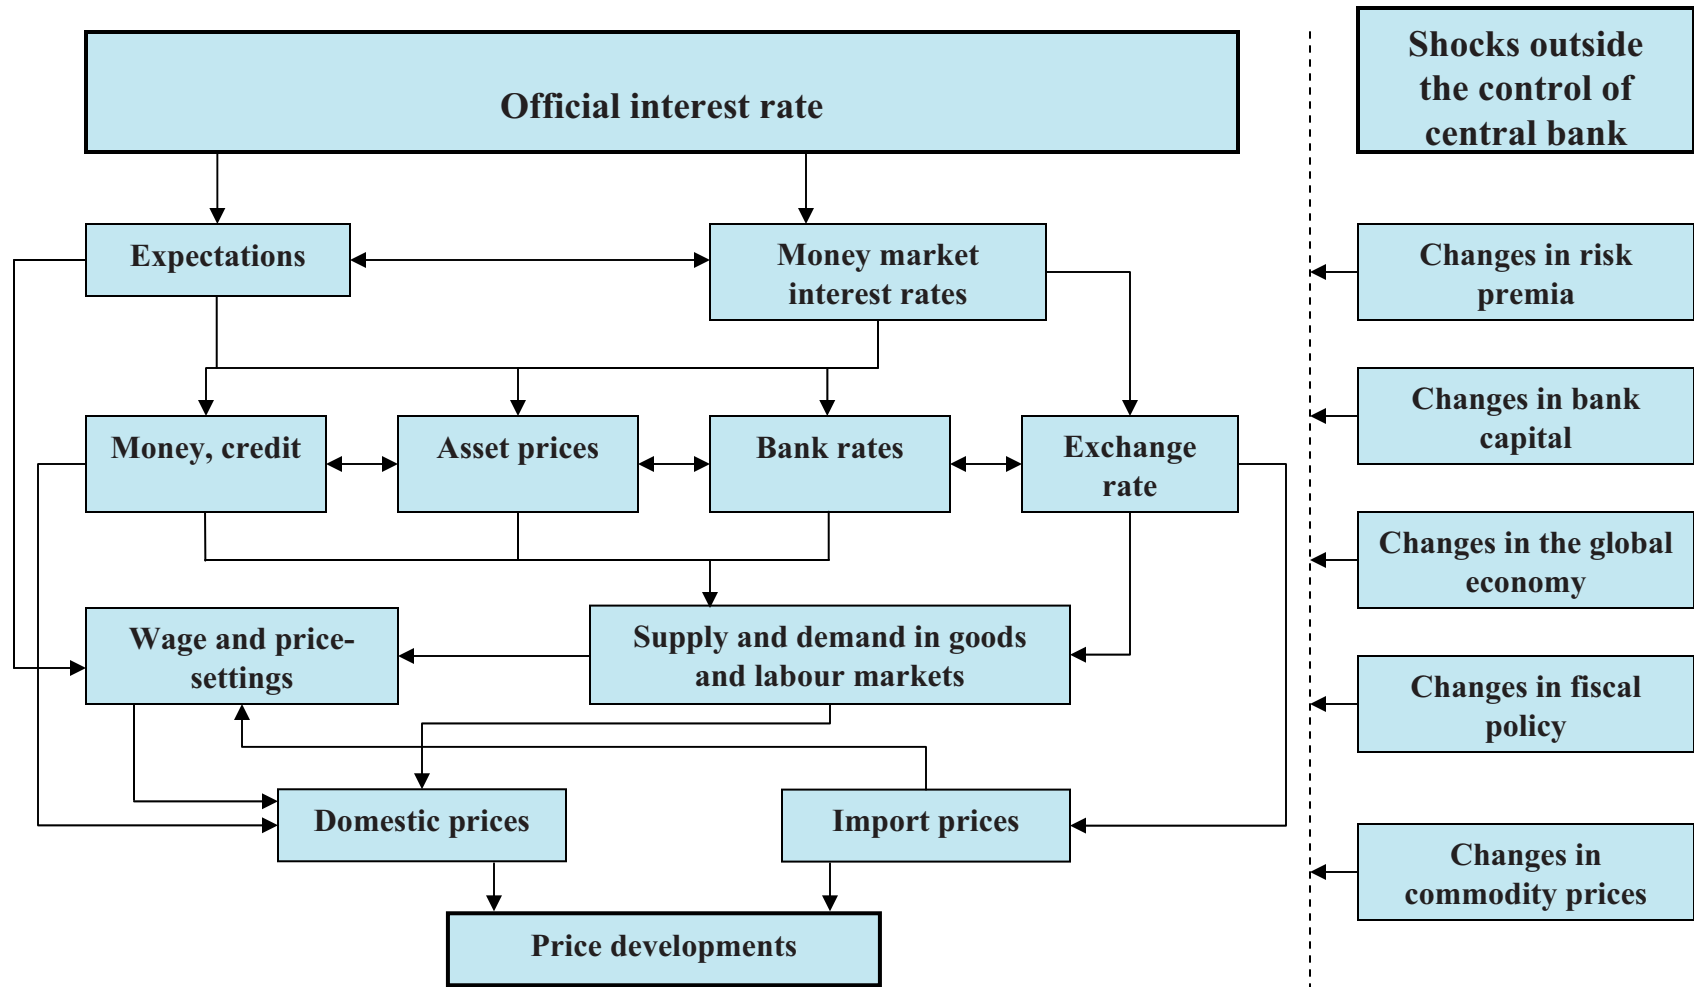 Official interest rate
Shocks outside
the control of
central bank
Expectations
Money market
interest rates
Changes in risk
premia
Money, credit
Asset prices
Bank rates
Exchange
rate
Changes in bank
capital
Changes in the global
economy
Wage and price-
settings
Supply and demand in goods
and labour markets
Changes in fiscal
policy
Domestic prices
Import prices
Changes in
commodity prices
Price developments